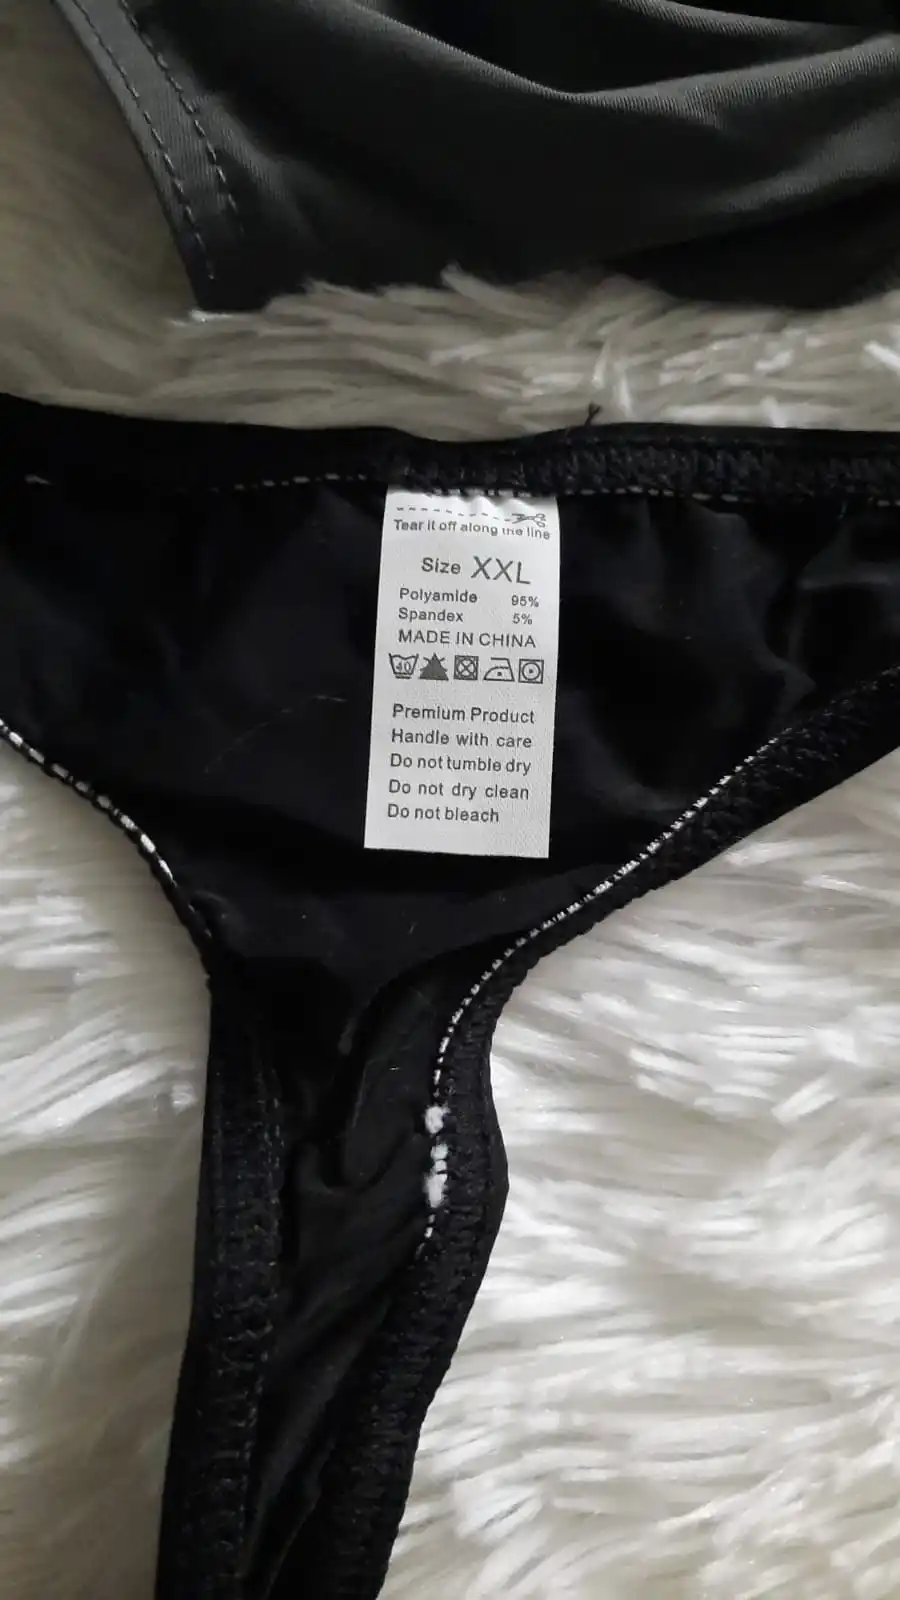 Tear it off along the line
Size XXL
Polyamide 95%
Spandex 5%
MADE IN CHINA
40
Premium Product
Handle with care
Do not tumble dry
Do not dry clean
Do not bleach